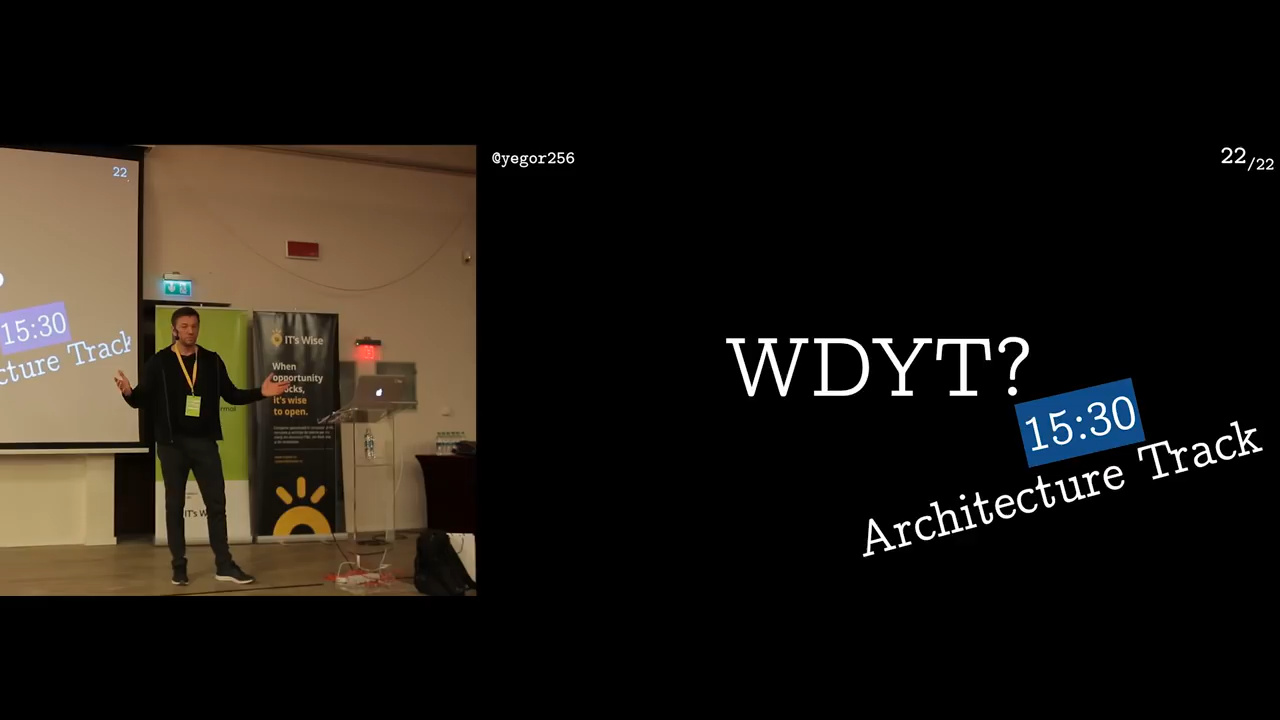 @yegor256
22/22
WDYT?
15:30
Architecture Track
22
15:30
cture Track
IT's Wise
When
opportunity
it's wise
to open.
IT's W